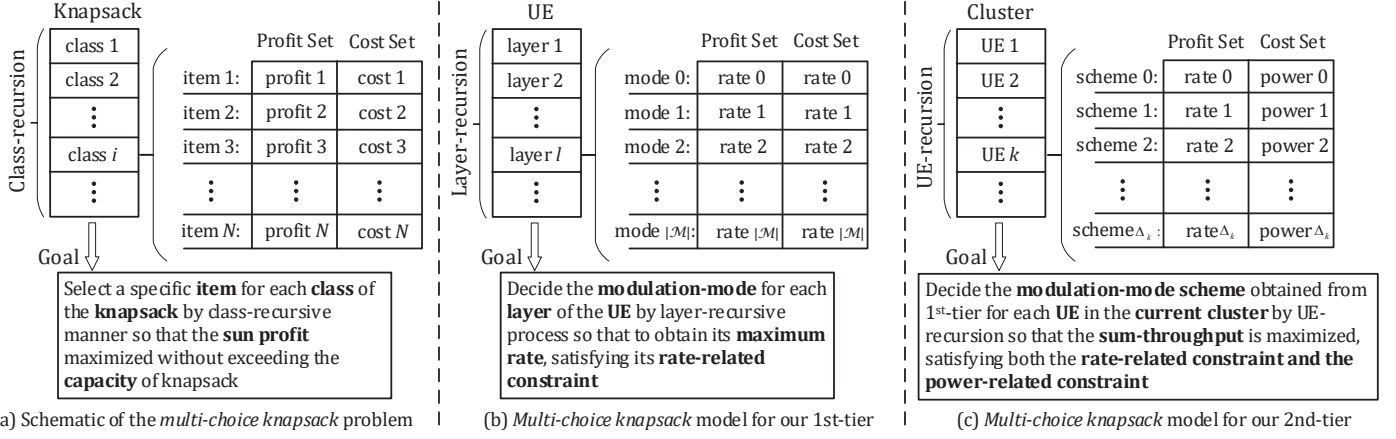 Knapsack
Class-recursion
class 1
class 2
class i
Profit Set Cost Set
item 1: profit 1 cost 1
item 2: profit 2 cost 2
item 3: profit 3 cost 3
item N: profit N cost N
Goal
Select a specific item for each class of
the knapsack by class-recursive
manner so that the sun profit
maximized without exceeding the
capacity of knapsack
a) Schematic of the multi-choice knapsack problem
UE
Layer-recursion
layer 1
layer 2
layer l
Profit Set Cost Set
mode 0: rate 0 rate 0
mode 1: rate 1 rate 1
mode 2: rate 2 rate 2
mode |ℳ|: rate |ℳ| rate |ℳ|
Goal
Decide the modulation-mode for each
layer of the UE by layer-recursive
process so that to obtain its maximum
rate, satisfying its rate-related
constraint
(b) Multi-choice knapsack model for our 1st-tier
Cluster
UE-recursion
UE 1
UE 2
UE k
Profit Set Cost Set
scheme 0: rate 0 power 0
scheme 1: rate 1 power 1
scheme 2: rate 2 power 2
scheme Δₖ : rate Δₖ power Δₖ
Goal
Decide the modulation-mode scheme obtained from
1st-tier for each UE in the current cluster by UE-
recursion so that the sum-throughput is maximized,
satisfying both the rate-related constraint and the
power-related constraint
(c) Multi-choice knapsack model for our 2nd-tier